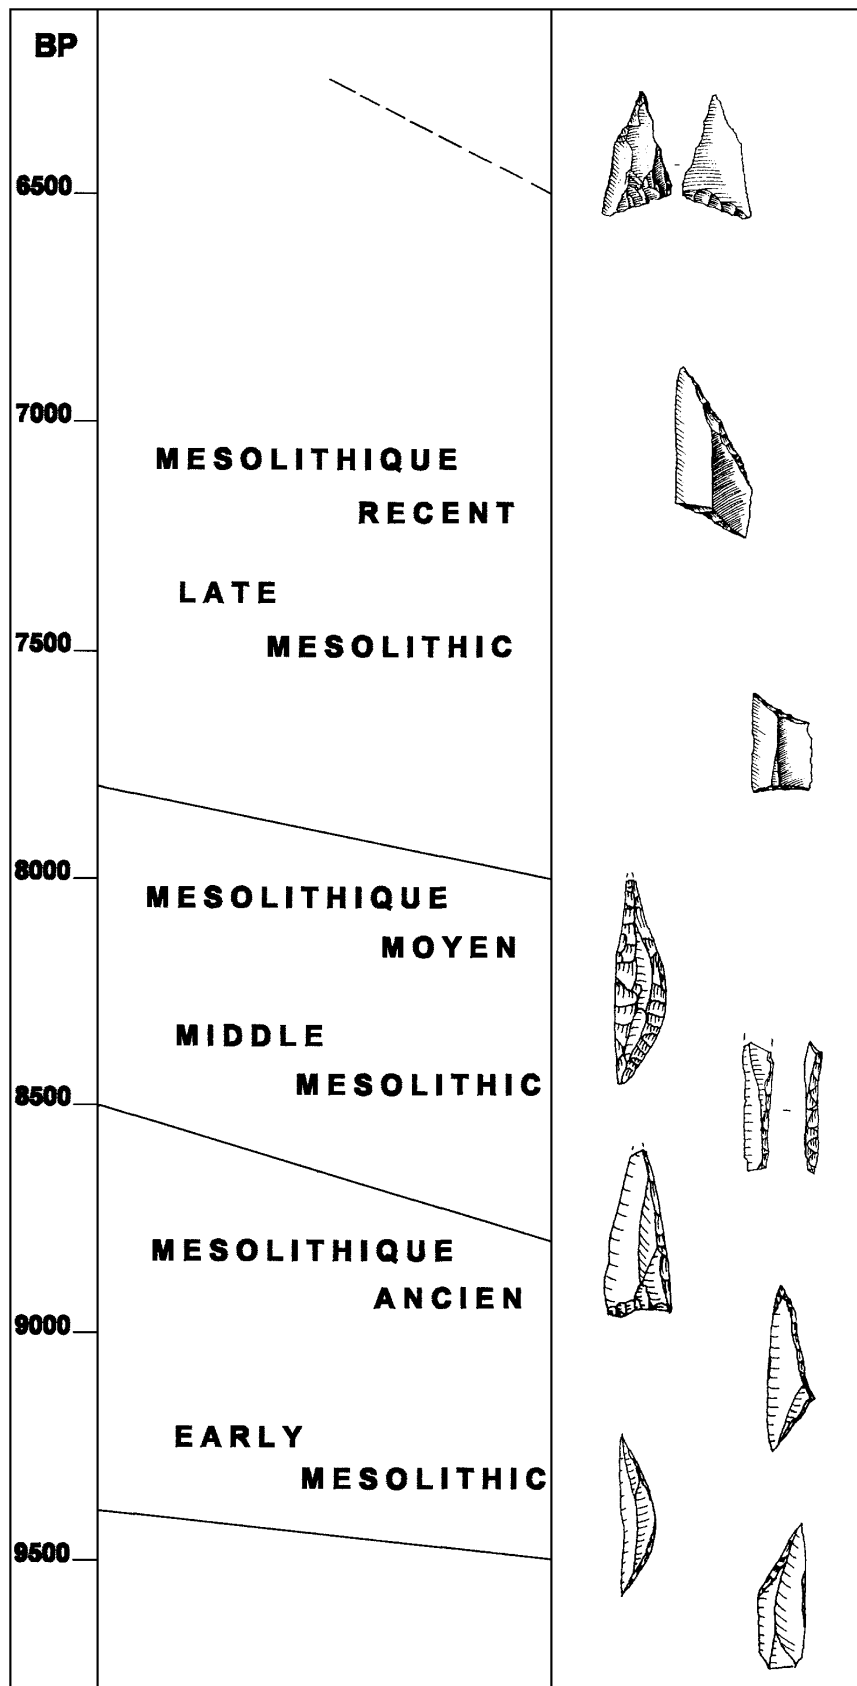 BP
6500
7000
MESOLITHIQUE
RECENT
LATE
7500
MESOLITHIC
8000
MESOLITHIQUE
MOYEN
MIDDLE
MESOLITHIC
8500
MESOLITHIQUE
ANCIEN
9000
EARLY
MESOLITHIC
9500